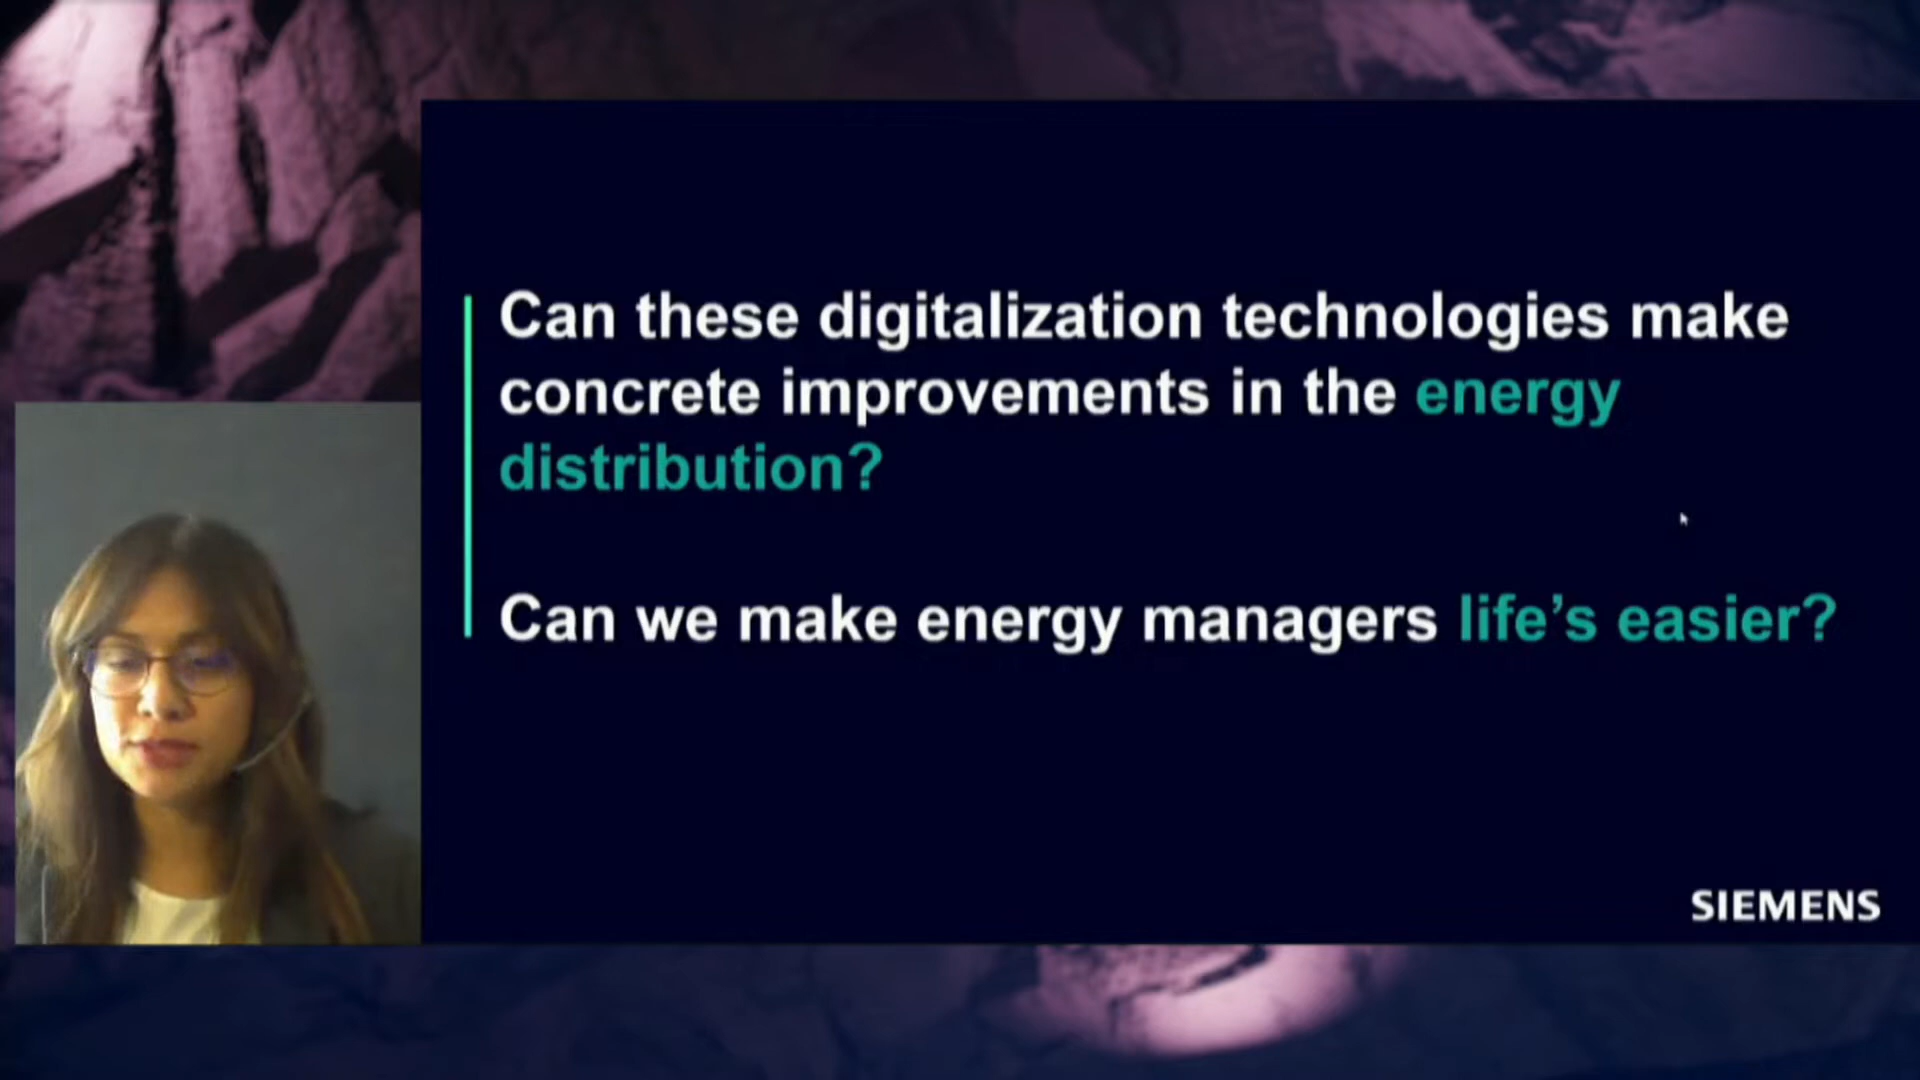 Can these digitalization technologies make
concrete improvements in the energy
distribution?
Can we make energy managers life’s easier?
SIEMENS